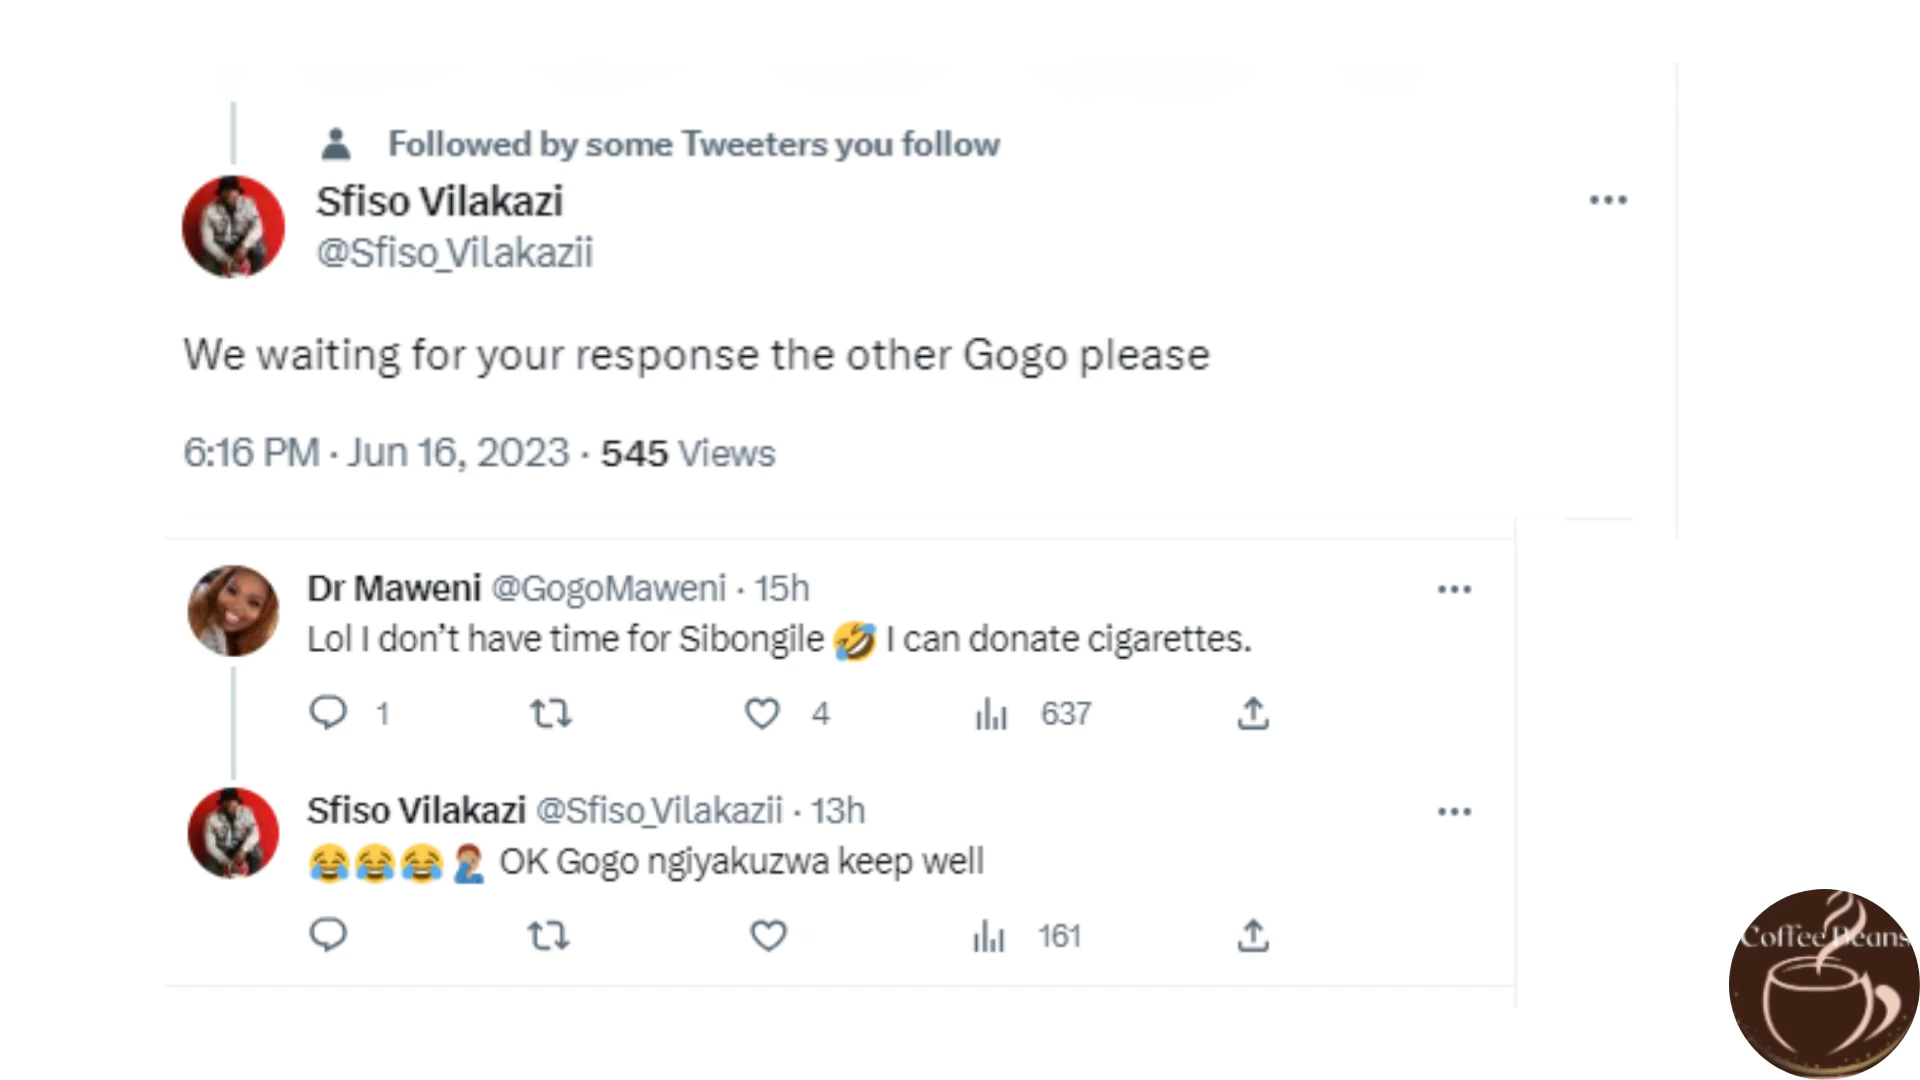 Followed by some Tweeters you follow
Sfiso Vilakazi
@Sfiso_Vilakazii
We waiting for your response the other Gogo please
6:16 PM · Jun 16, 2023 · 545 Views
Dr Maweni @GogoMaweni · 15h
Lol I don’t have time for Sibongile 🤣 I can donate cigarettes.
1 4 637
Sfiso Vilakazi @Sfiso_Vilakazii · 13h
😂😂😂🤦🏽‍♂️ OK Gogo ngiyakuzwa keep well
161
Coffee Beans